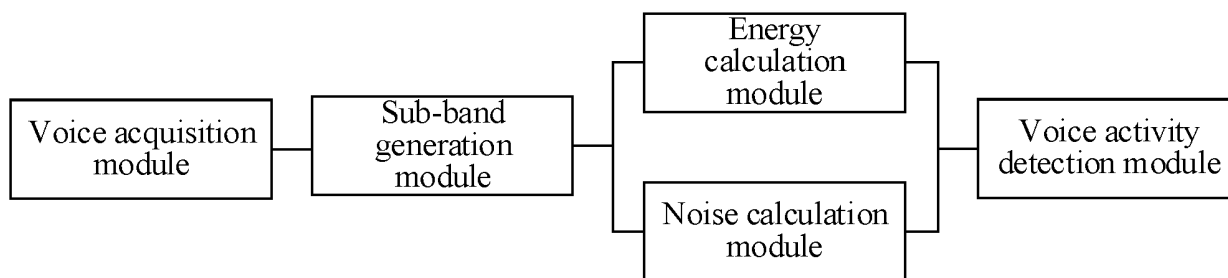 Voice acquisition
module
Sub-band
generation
module
Energy
calculation
module
Noise calculation
module
Voice activity
detection module